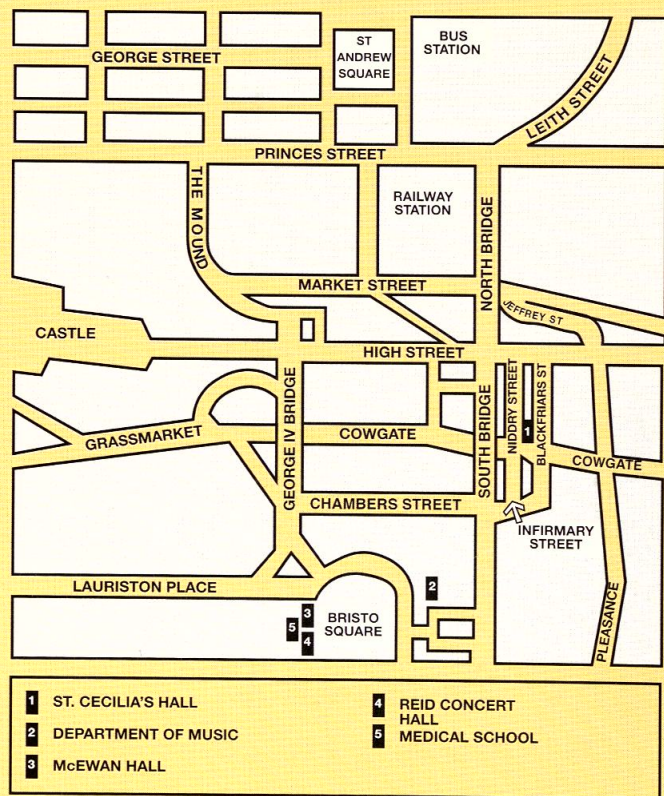 GEORGE STREET
ST
ANDREW
SQUARE
BUS
STATION
LEITH STREET
PRINCES STREET
THE MOUND
RAILWAY
STATION
NORTH BRIDGE
MARKET STREET
JEFFREY ST
CASTLE
HIGH STREET
GEORGE IV BRIDGE
SOUTH BRIDGE
NIDDRY STREET
1
BLACKFRIARS ST
GRASSMARKET
COWGATE
COWGATE
CHAMBERS STREET
INFIRMARY
STREET
LAURISTON PLACE
2
3
5
4
BRISTO
SQUARE
PLEASANCE
1 ST. CECILIA'S HALL
2 DEPARTMENT OF MUSIC
3 McEWAN HALL
4 REID CONCERT
HALL
5 MEDICAL SCHOOL